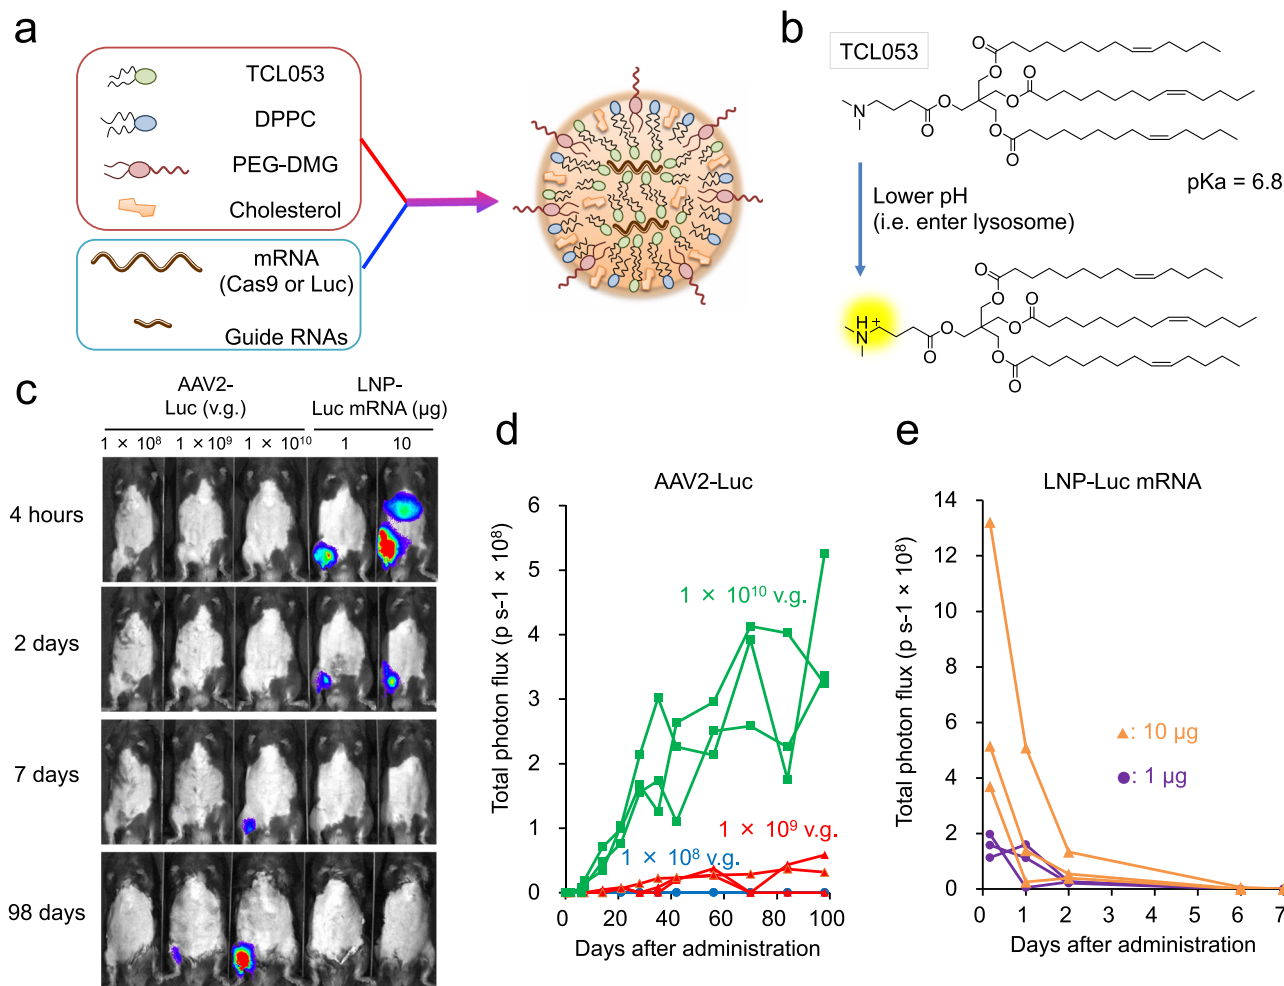 a
TCL053
DPPC
PEG-DMG
Cholesterol
mRNA
(Cas9 or Luc)
Guide RNAs
b
TCL053
O
O
O
O
O
O
N
O
O
pKa = 6.8
Lower pH
(i.e. enter lysosome)
O
O
O
O
H
N
+
O
O
O
O
c
AAV2-
Luc (v.g.)
LNP-
Luc mRNA (µg)
1 × 10⁸
1 ×10⁹
1 × 10¹⁰
1
10
4 hours
2 days
7 days
98 days
d
AAV2-Luc
Total photon flux (p s-1 × 10⁸)
6
5
4
3
2
1
0
1 × 10¹⁰ v.g.
1 × 10⁹ v.g.
1 × 10⁸ v.g.
0 20 40 60 80 100
Days after administration
e
LNP-Luc mRNA
Total photon flux (p s-1 × 10⁸)
14
12
10
8
6
4
2
0
: 10 µg
: 1 µg
0 1 2 3 4 5 6 7
Days after administration